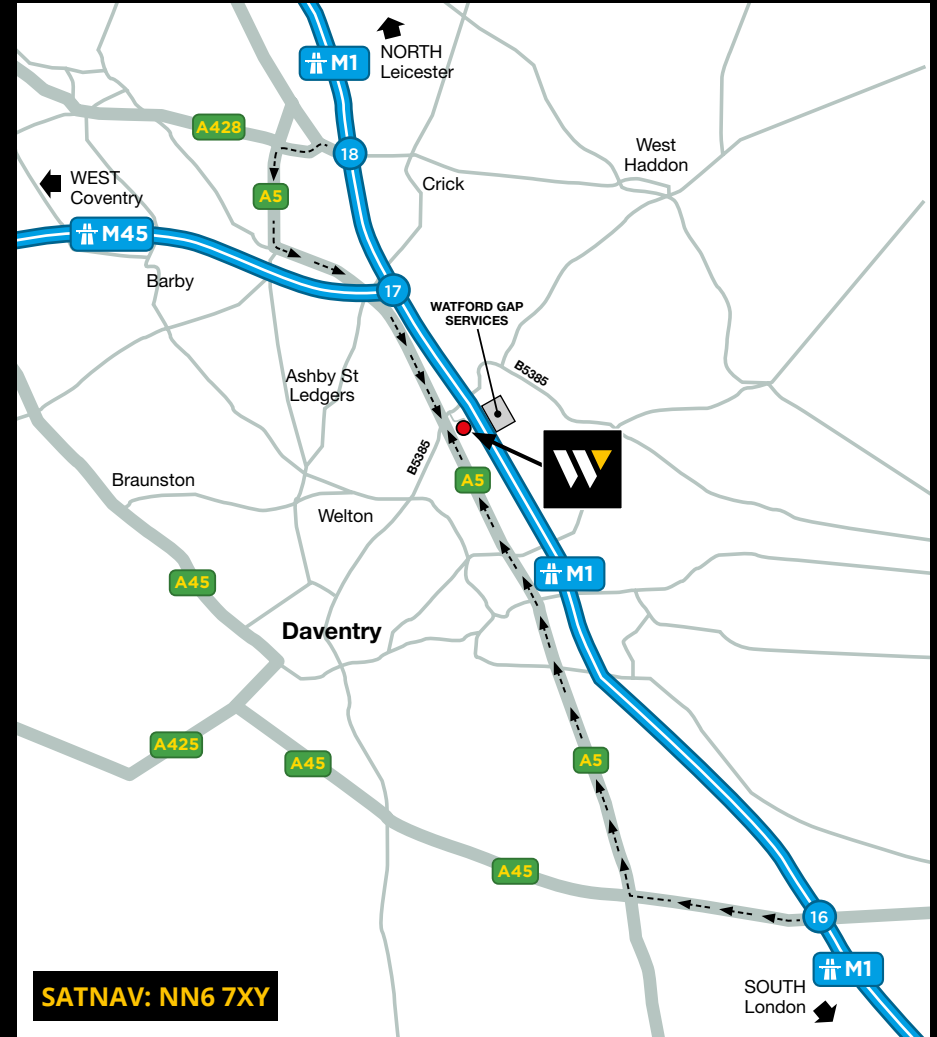 NORTH
Leicester
M1
A428
18
West
Haddon
WEST
Coventry
Crick
A5
M45
Barby
17
WATFORD GAP
SERVICES
B5385
Ashby St
Ledgers
B5385
A5
Braunston
Welton
M1
A45
Daventry
A425
A45
A5
A45
16
M1
SOUTH
London
SATNAV: NN6 7XY